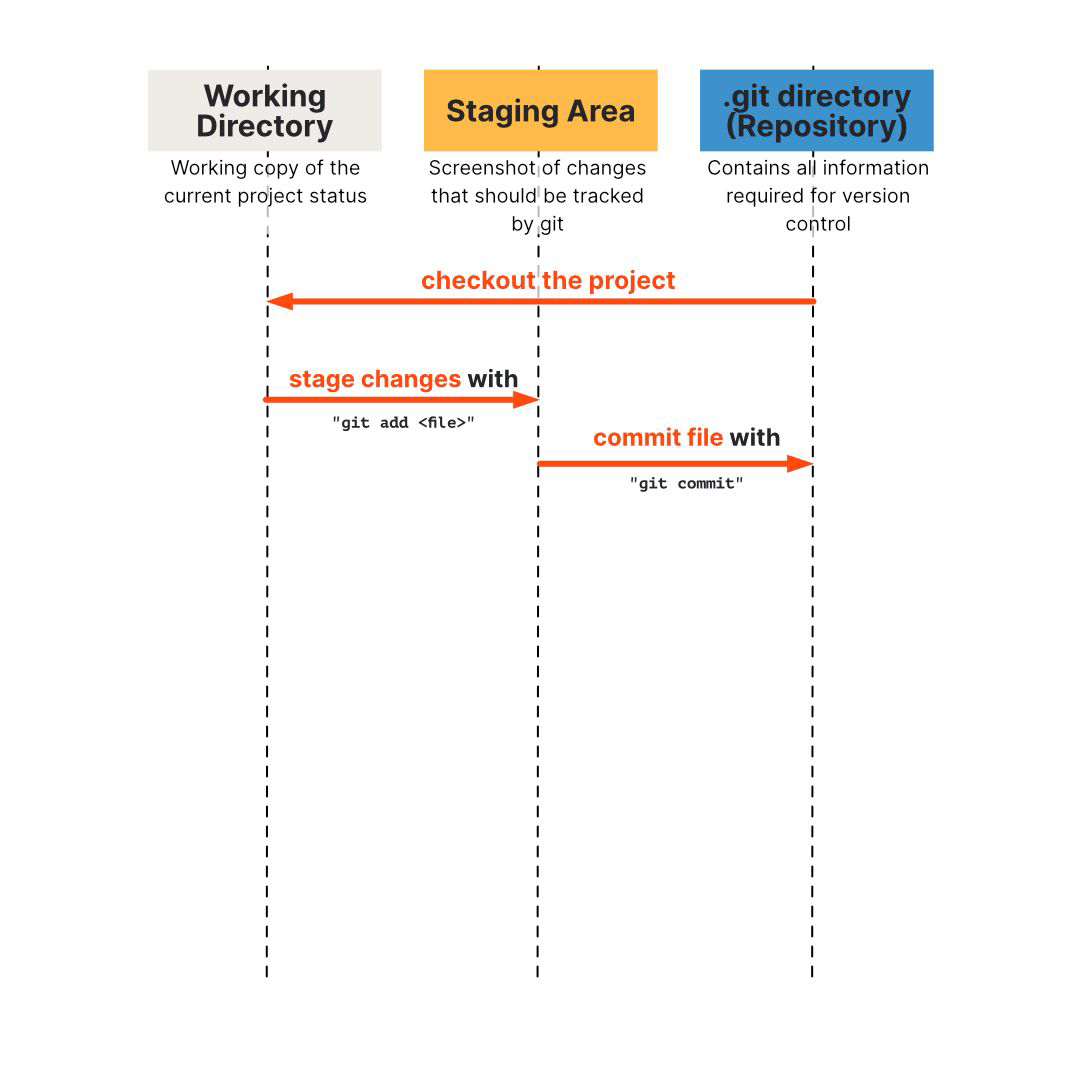 Working
Directory
Staging Area
.git directory
(Repository)
Working copy of the
current project status
Screenshot of changes
that should be tracked
by git
Contains all information
required for version
control
checkout the project
stage changes with
"git add <file>"
commit file with
"git commit"